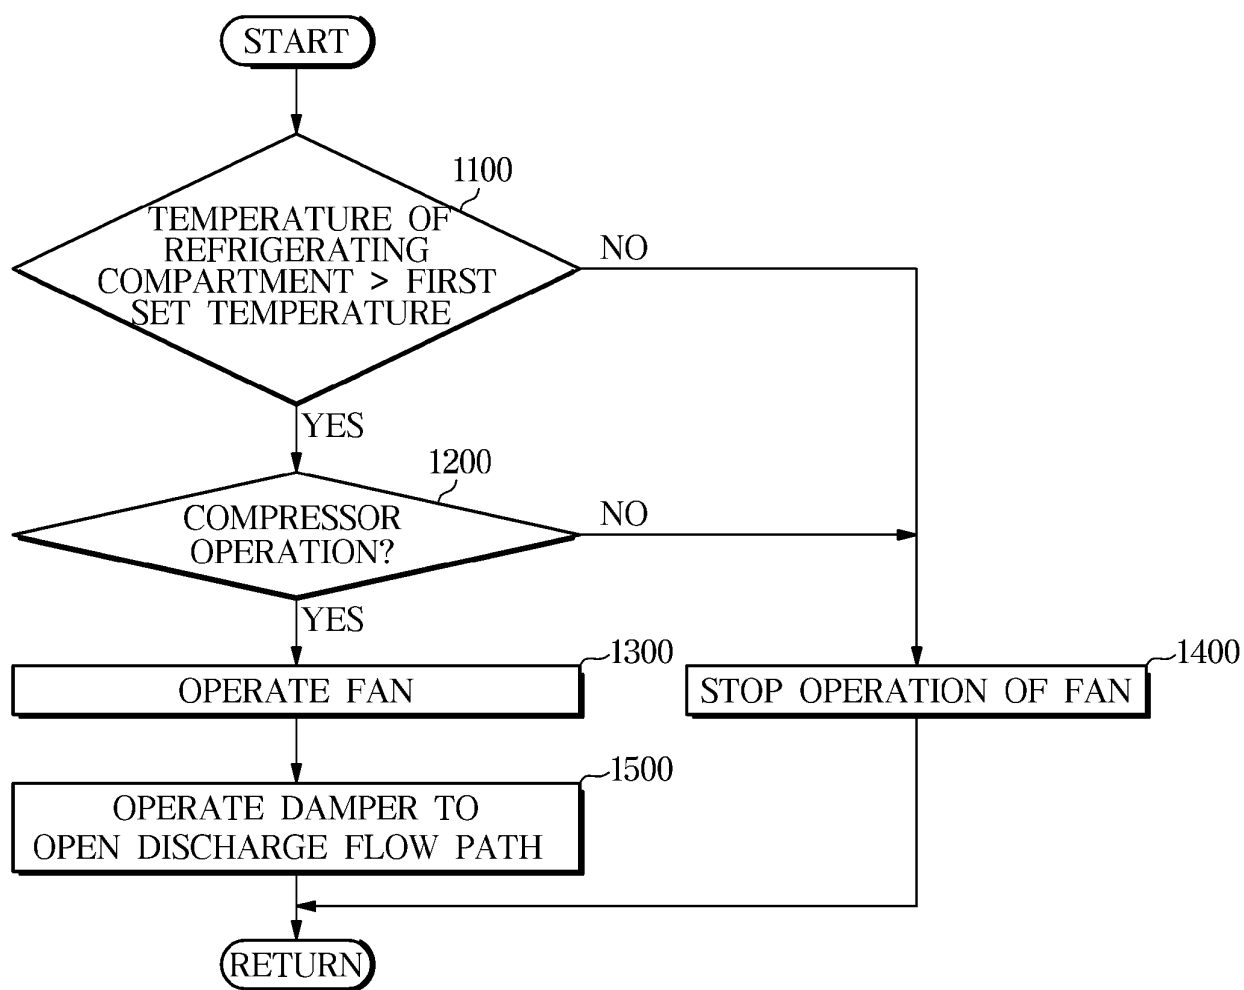 START
1100
TEMPERATURE OF
REFRIGERATING
COMPARTMENT > FIRST
SET TEMPERATURE
NO
YES
1200
COMPRESSOR
OPERATION?
NO
YES
1300
OPERATE FAN
1400
STOP OPERATION OF FAN
1500
OPERATE DAMPER TO
OPEN DISCHARGE FLOW PATH
RETURN